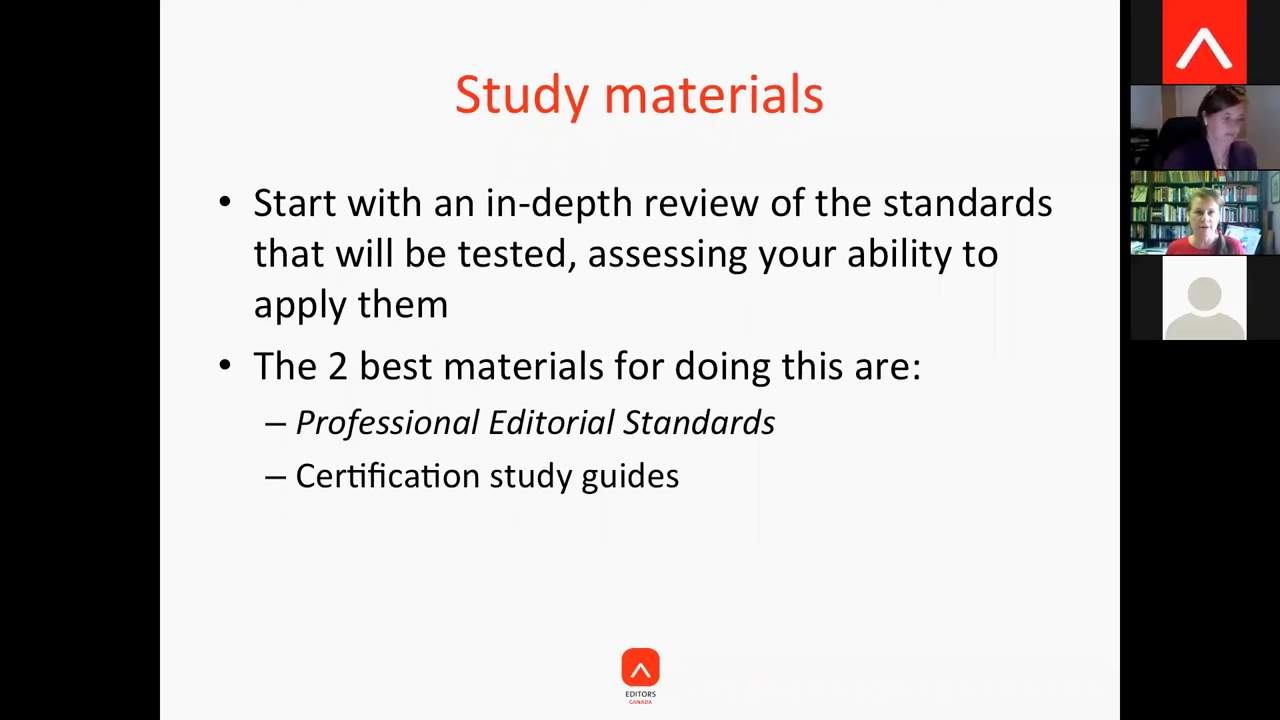 Study materials
• Start with an in-depth review of the standards
that will be tested, assessing your ability to
apply them
• The 2 best materials for doing this are:
– Professional Editorial Standards
– Certification study guides
EDITORS
CANADA